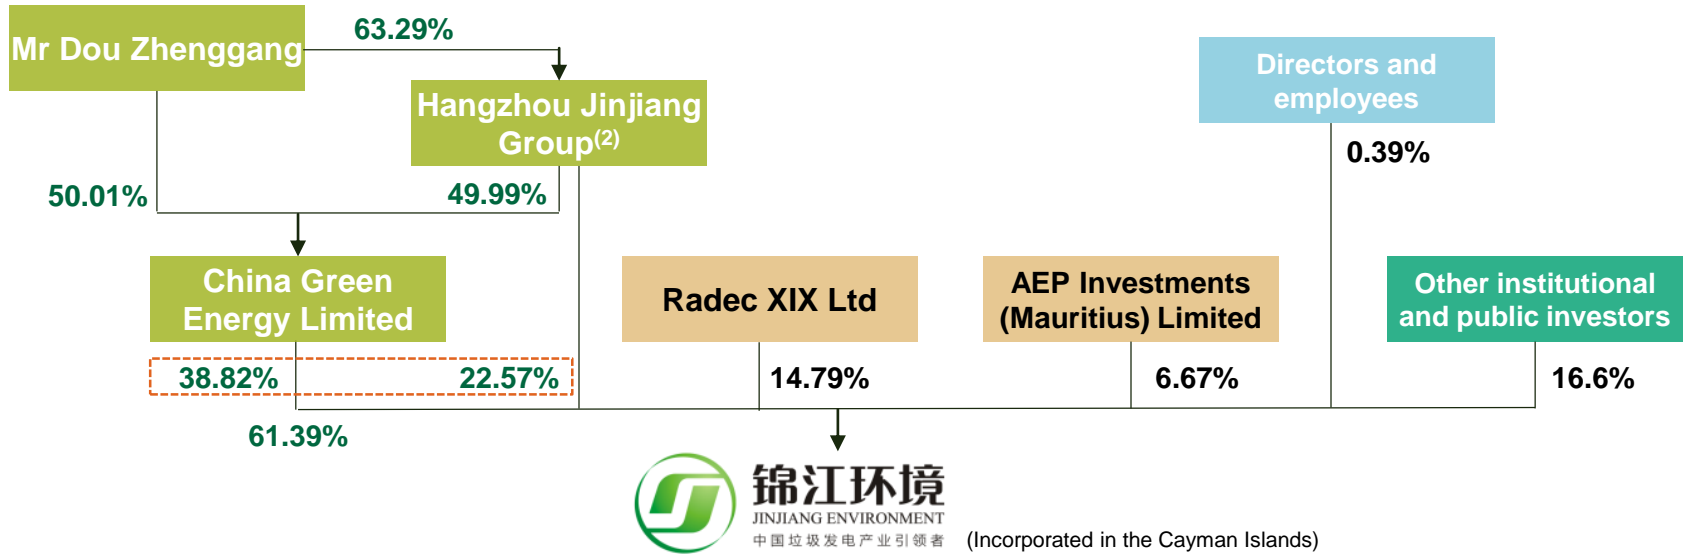 Mr Dou Zhenggang
63.29%
Hangzhou Jinjiang
Group(2)
Directors and
employees
0.39%
50.01%
49.99%
China Green
Energy Limited
Radec XIX Ltd
AEP Investments
(Mauritius) Limited
Other institutional
and public investors
38.82%
22.57%
14.79%
6.67%
16.6%
61.39%
锦江环境
JINJIANG ENVIRONMENT
中国垃圾发电产业引领者
(Incorporated in the Cayman Islands)